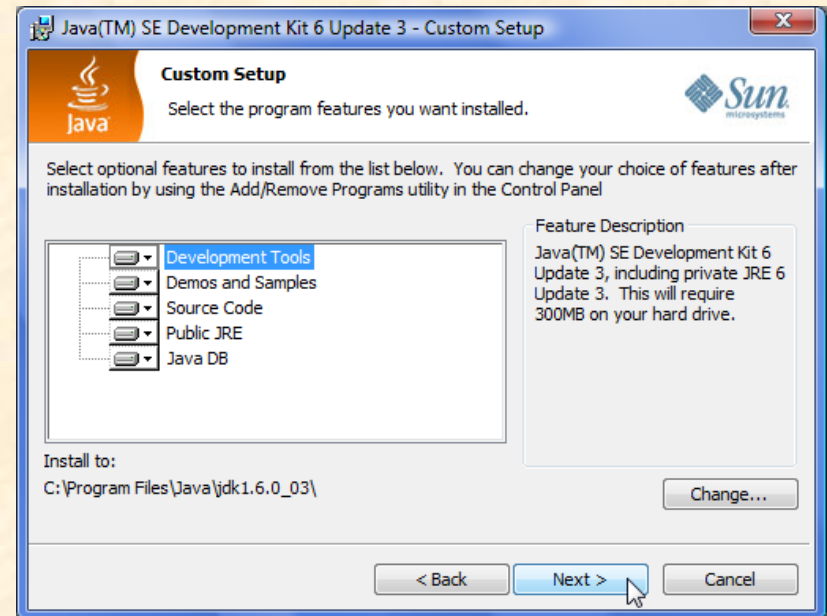 Java(TM) SE Development Kit 6 Update 3 - Custom Setup
Java
Custom Setup
Select the program features you want installed.
Sun
microsystems
Select optional features to install from the list below. You can change your choice of features after
installation by using the Add/Remove Programs utility in the Control Panel
Development Tools
Demos and Samples
Source Code
Public JRE
Java DB
Feature Description
Java(TM) SE Development Kit 6
Update 3, including private JRE 6
Update 3. This will require
300MB on your hard drive.
Install to:
C:\Program Files\Java\jdk1.6.0_03\
Change...
< Back
Next >
Cancel